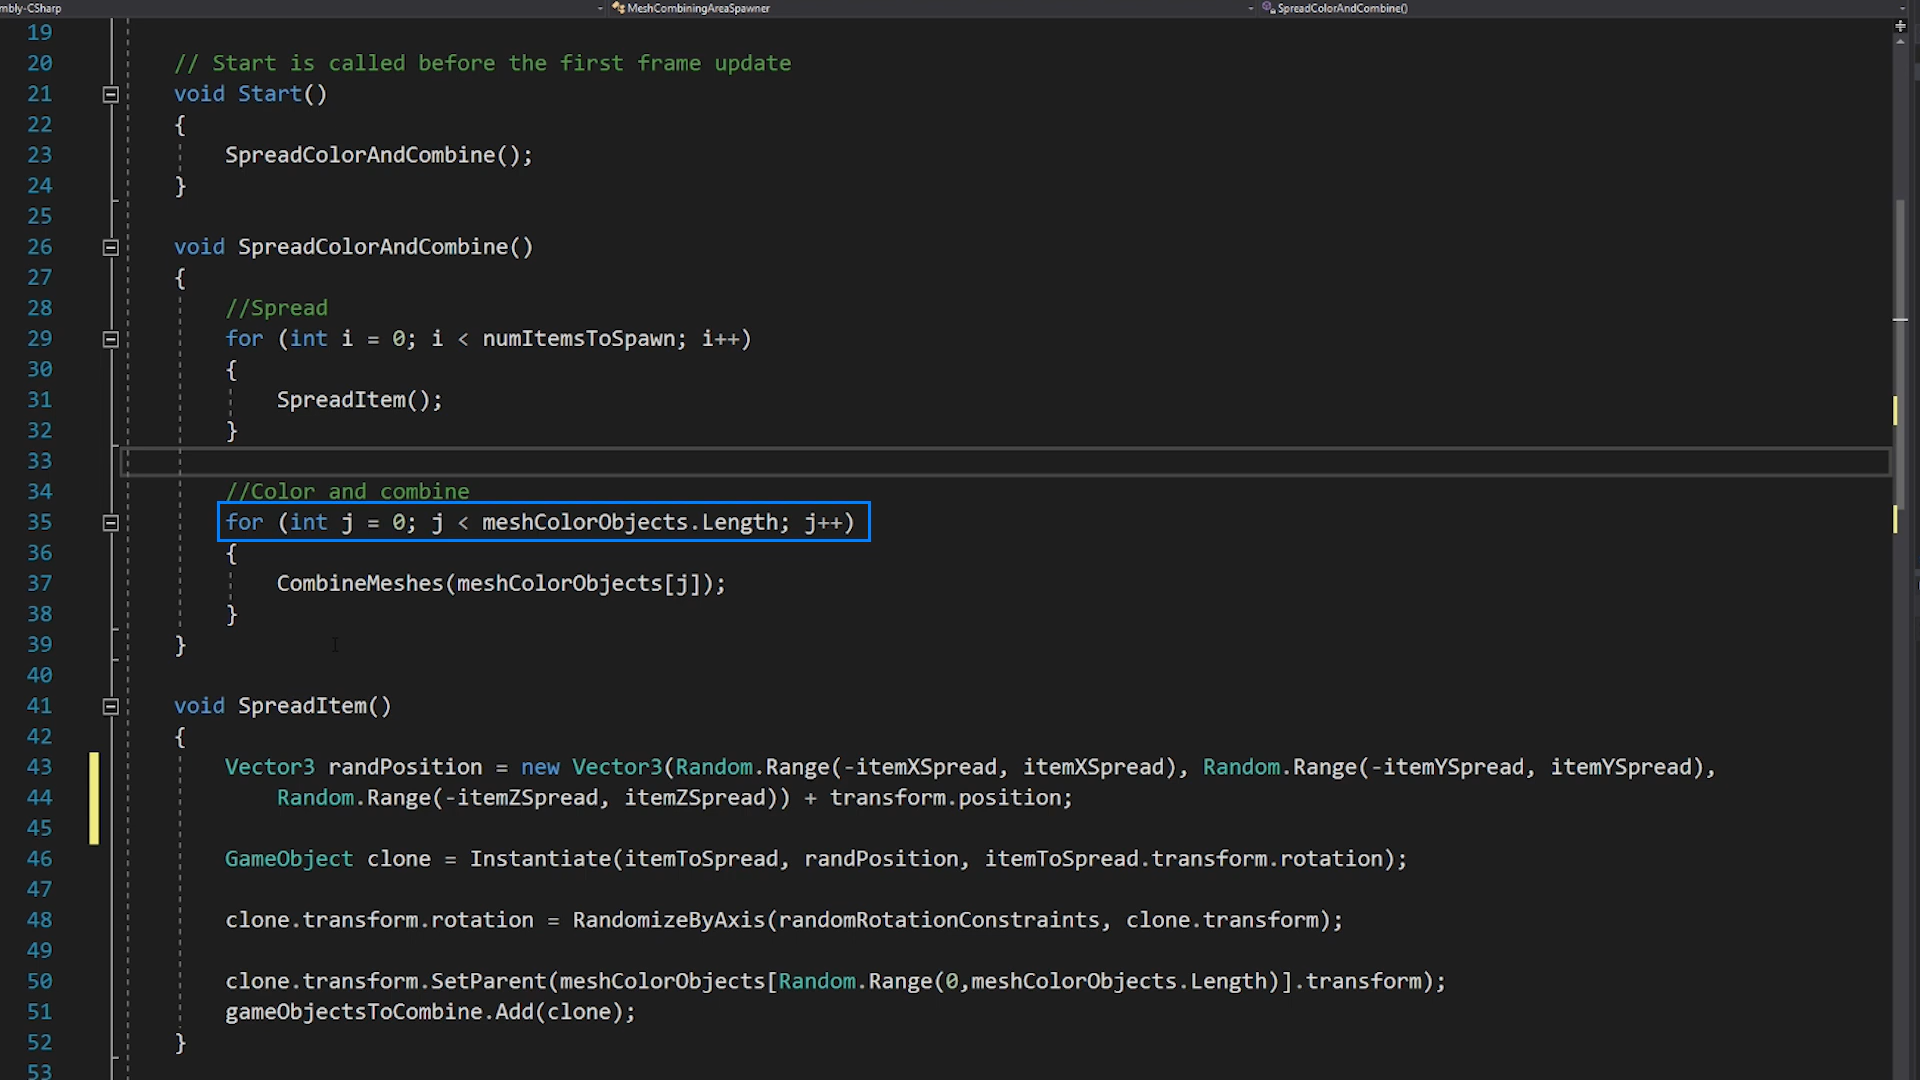 mbly-CSharp MeshCombiningAreaSpawner SpreadColorAndCombine()
19
20 // Start is called before the first frame update
21 void Start()
22 {
23 SpreadColorAndCombine();
24 }
25
26 void SpreadColorAndCombine()
27 {
28 //Spread
29 for (int i = 0; i < numItemsToSpawn; i++)
30 {
31 SpreadItem();
32 }
33
34 //Color and combine
35 for (int j = 0; j < meshColorObjects.Length; j++)
36 {
37 CombineMeshes(meshColorObjects[j]);
38 }
39 }
40
41 void SpreadItem()
42 {
43 Vector3 randPosition = new Vector3(Random.Range(-itemXSpread, itemXSpread), Random.Range(-itemYSpread, itemYSpread),
44 Random.Range(-itemZSpread, itemZSpread)) + transform.position;
45
46 GameObject clone = Instantiate(itemToSpread, randPosition, itemToSpread.transform.rotation);
47
48 clone.transform.rotation = RandomizeByAxis(randomRotationConstraints, clone.transform);
49
50 clone.transform.SetParent(meshColorObjects[Random.Range(0,meshColorObjects.Length)].transform);
51 gameObjectsToCombine.Add(clone);
52 }
53